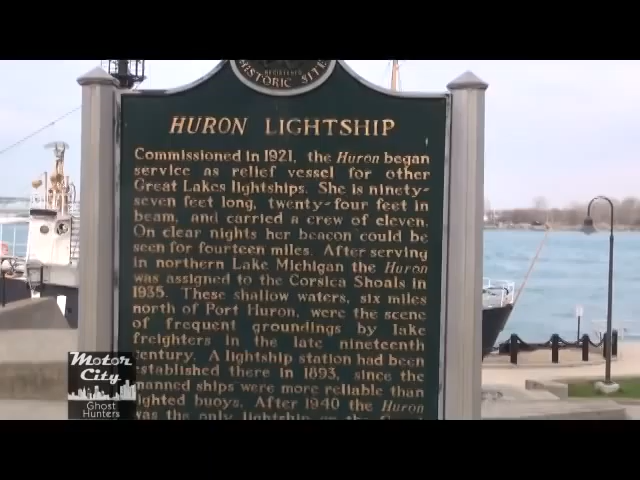 REGISTERED
HISTORIC SITE
HURON LIGHTSHIP
Commissioned in 1921, the Huron began
service as relief vessel for other
Great Lakes lightships. She is ninety-
seven feet long, twenty-four feet in
beam, and carried a crew of eleven.
On clear nights her beacon could be
seen for fourteen miles. After serving
in northern Lake Michigan the Huron
was assigned to the Corsica Shoals in
1935. These shallow waters, six miles
north of Port Huron, were the scene
of frequent groundings by lake
freighters in the late nineteenth
century. A lightship station had been
established there in 1893, since the
manned ships were more reliable than
lighted buoys. After 1940 the Huron
was the only lightship on the Great
Motor
City
Ghost
Hunters